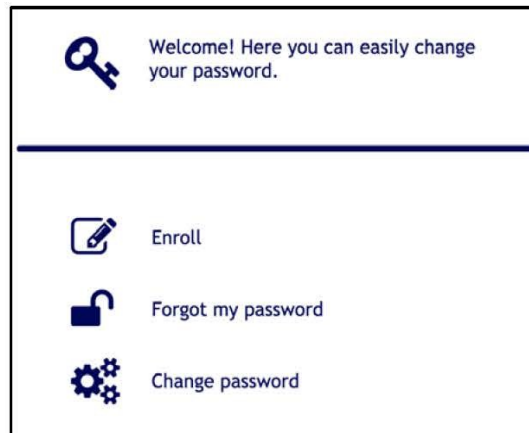 Welcome! Here you can easily change
your password.
Enroll
Forgot my password
Change password